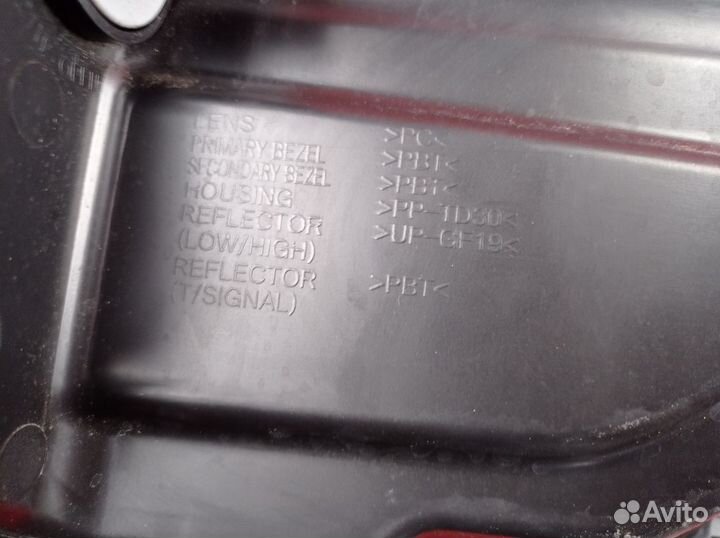 LENS >PC<
PRIMARY BEZEL >PBT<
SECONDARY BEZEL >PBT<
HOUSING >PP-TD30<
REFLECTOR >UP-GF19<
(LOW/HIGH)
REFLECTOR >PBT<
(T/SIGNAL)
Avito